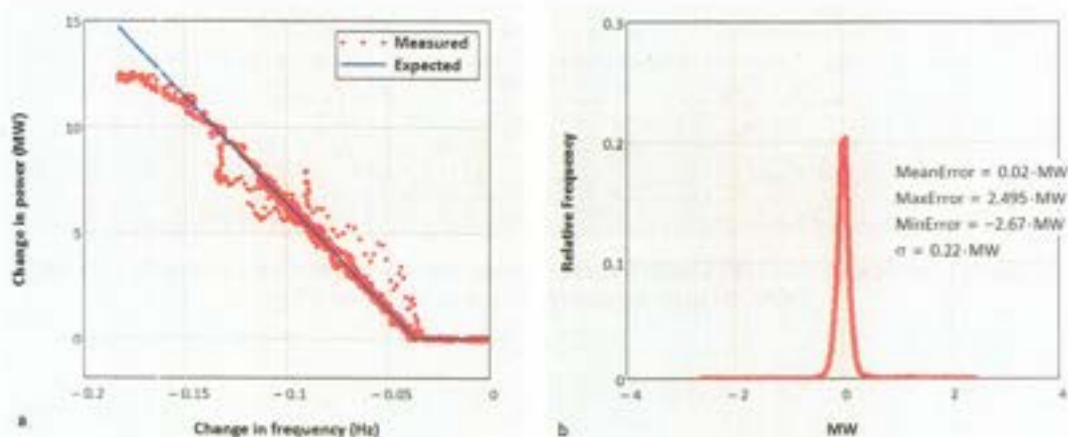 15
10
5
0
Change in power (MW)
Measured
Expected
−0.2
−0.15
−0.1
−0.05
0
a
Change in frequency (Hz)
0.3
0.2
0.1
0
Relative Frequency
MeanError = 0.02·MW
MaxError = 2.495·MW
MinError = −2.67·MW
σ = 0.22·MW
−4
−2
0
2
4
b
MW